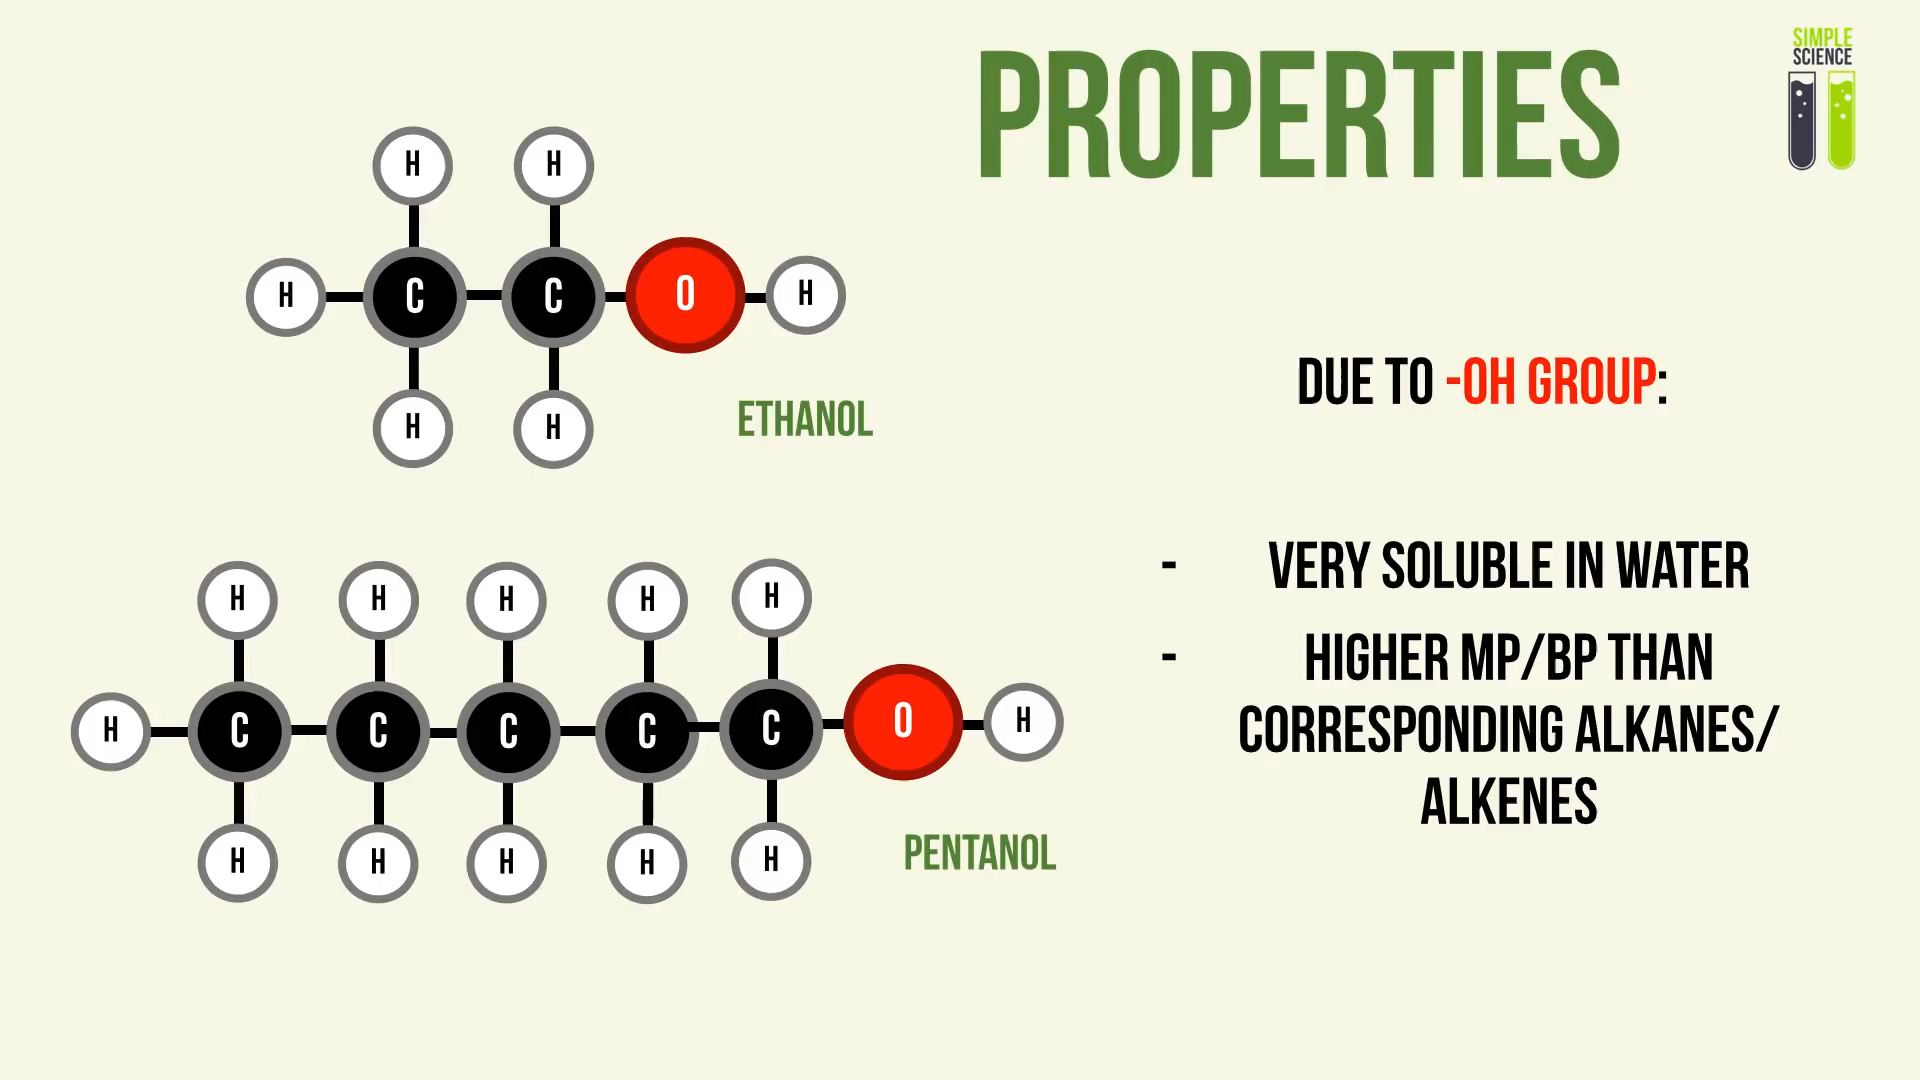 SIMPLE
SCIENCE
PROPERTIES
H H
H C C O H
H H
ETHANOL
H H H H H
H C C C C C O H
H H H H H
PENTANOL
DUE TO -OH GROUP:
- VERY SOLUBLE IN WATER
- HIGHER MP/BP THAN
CORRESPONDING ALKANES/
ALKENES